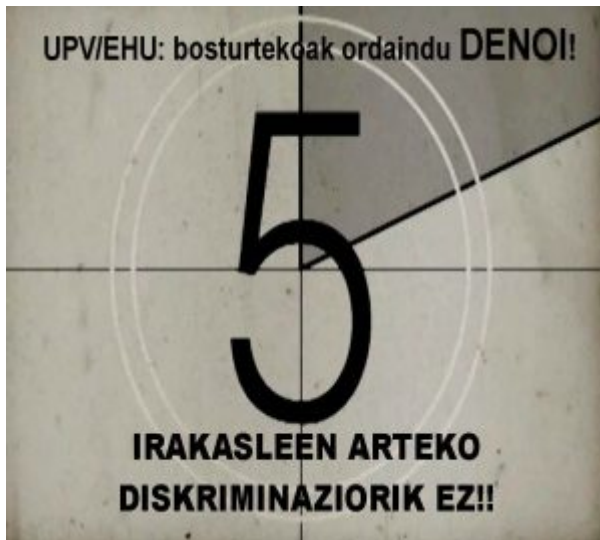 UPV/EHU: bosturtekoak ordaindu DENOI!
5
IRAKASLEEN ARTEKO
DISKRIMINAZIORIK EZ!!